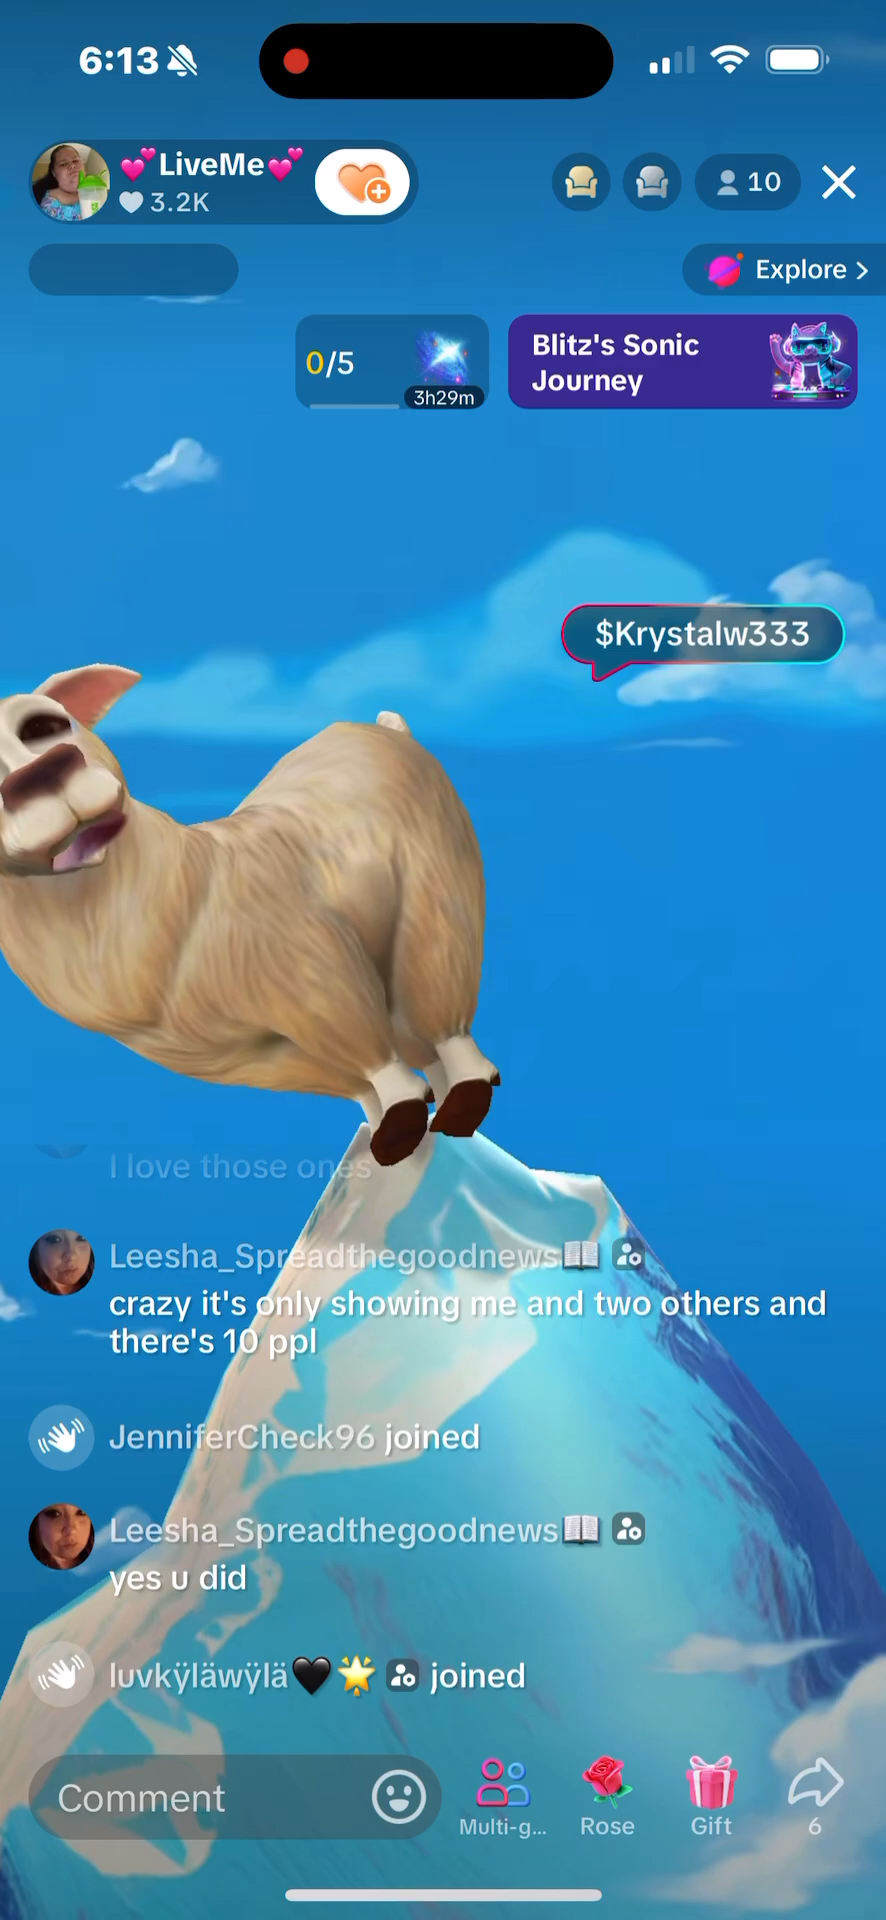 6:13
💕LiveMe💕
3.2K
10
Explore >
0/5
3h29m
Blitz's Sonic
Journey
$Krystalw333
I love those ones
Leesha_Spreadthegoodnews📖
crazy it's only showing me and two others and
there's 10 ppl
JenniferCheck96 joined
Leesha_Spreadthegoodnews📖
yes u did
luvkÿläwÿlä🖤🌟 joined
Comment
Multi-g...
Rose
Gift
6